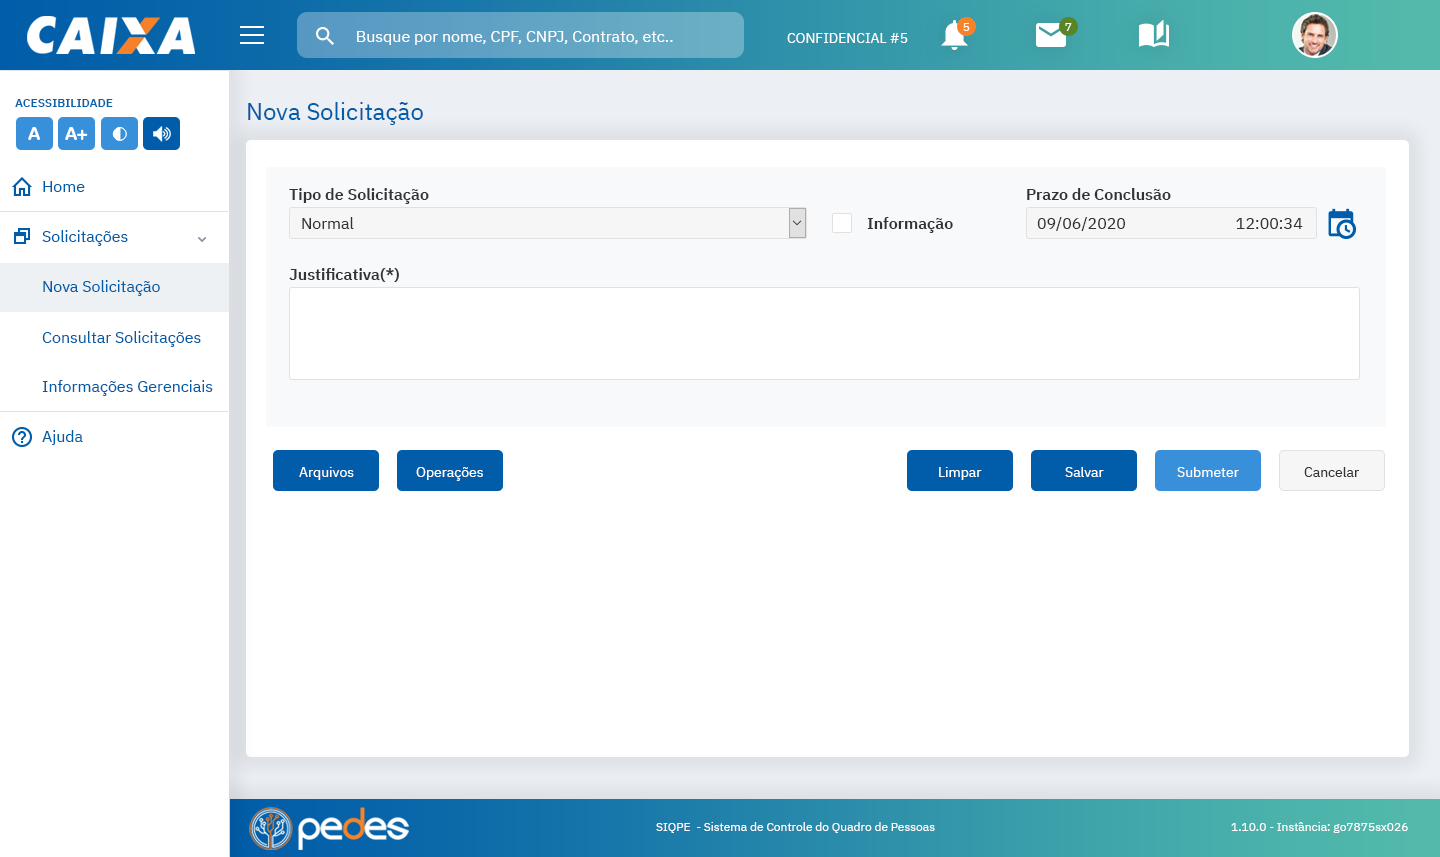 CAIXA
Busque por nome, CPF, CNPJ, Contrato, etc..
CONFIDENCIAL #5
5
7
ACESSIBILIDADE
A
A+
Home
Solicitações
Nova Solicitação
Consultar Solicitações
Informações Gerenciais
Ajuda
Nova Solicitação
Tipo de Solicitação
Prazo de Conclusão
Normal
Informação
09/06/2020 12:00:34
Justificativa(*)
Arquivos
Operações
Limpar
Salvar
Submeter
Cancelar
pedes
SIQPE - Sistema de Controle do Quadro de Pessoas
1.10.0 - Instância: go7875sx026